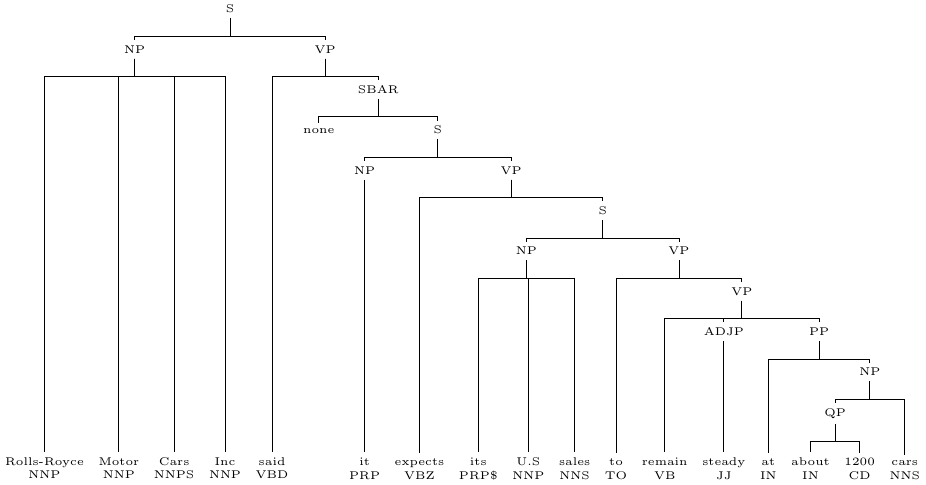 S
NP VP
SBAR
none S
NP VP
S
NP VP
VP
ADJP PP
NP
QP
Rolls-Royce Motor Cars Inc said it expects its U.S sales to remain steady at about 1200 cars
NNP NNP NNPS NNP VBD PRP VBZ PRP$ NNP NNS TO VB JJ IN IN CD NNS